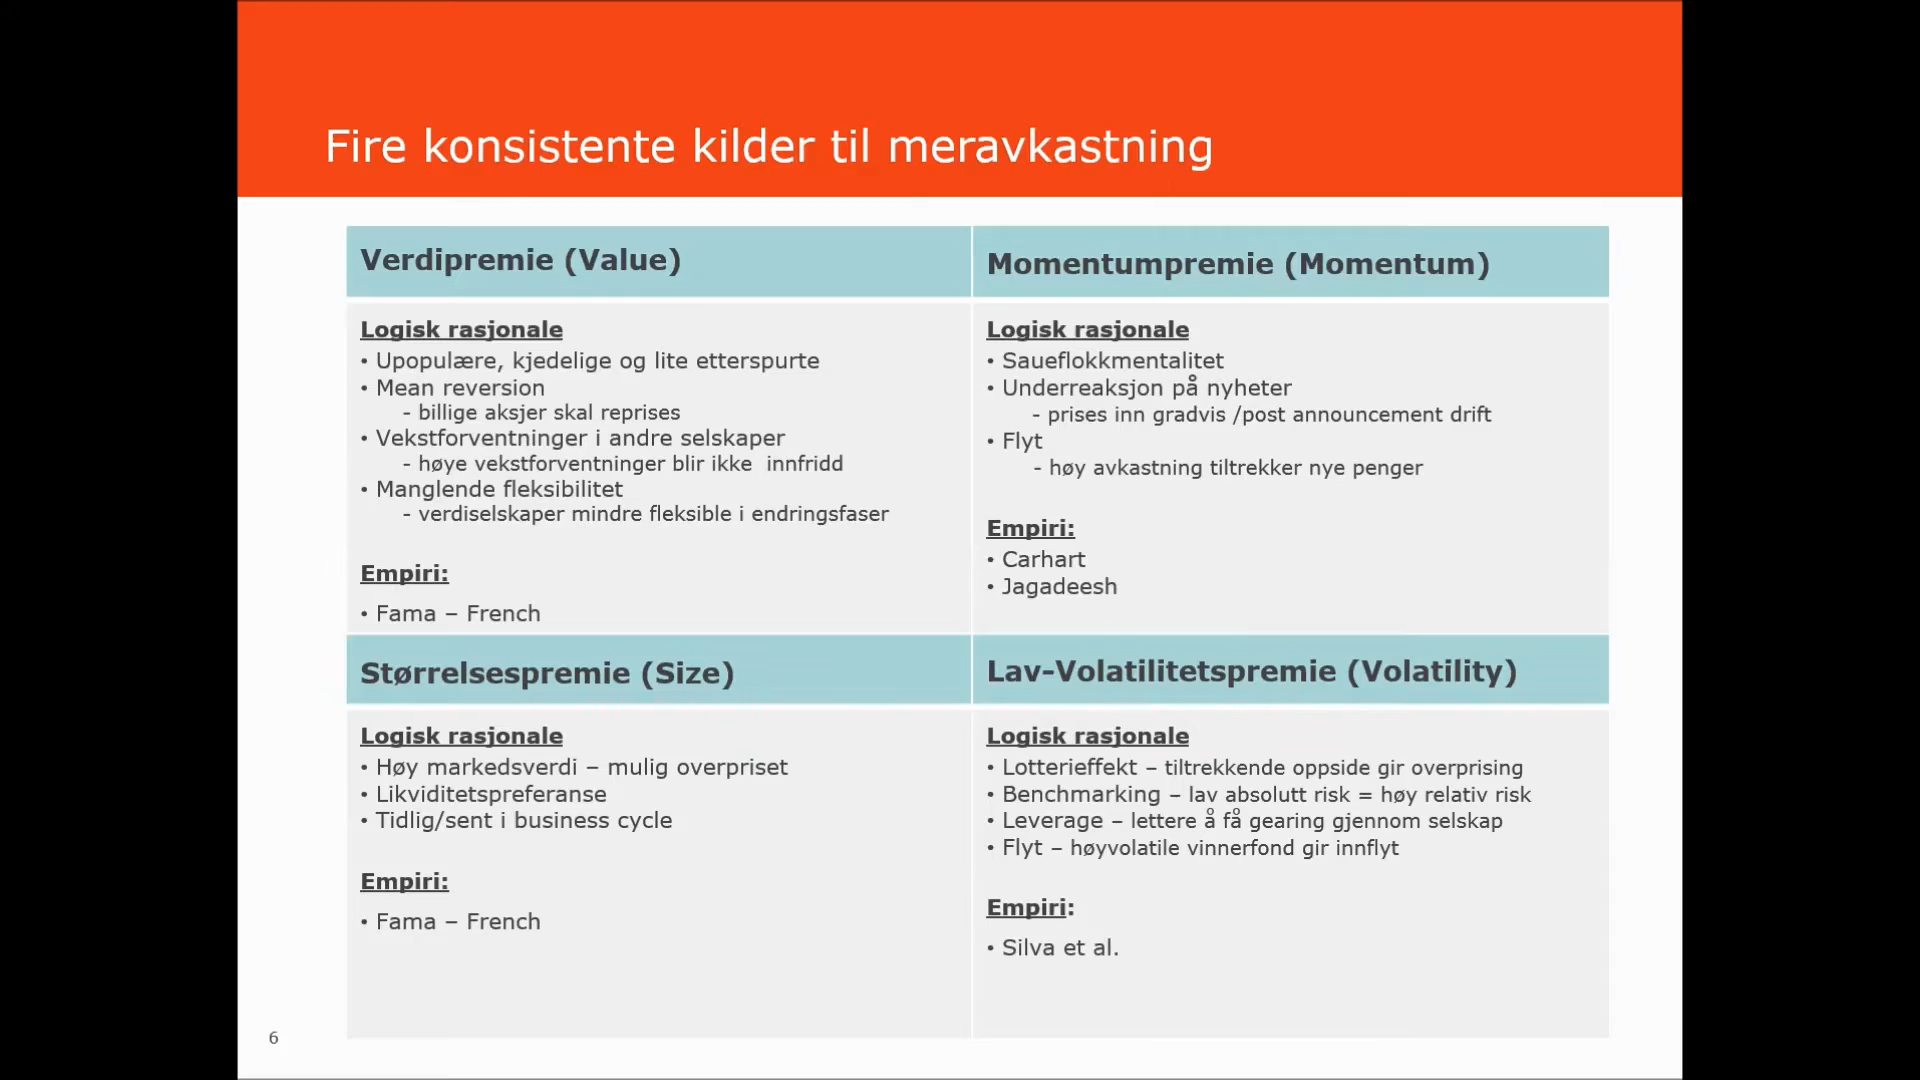 Fire konsistente kilder til meravkastning
Verdipremie (Value)
Logisk rasjonale
• Upopulære, kjedelige og lite etterspurte
• Mean reversion
- billige aksjer skal reprises
• Vekstforventninger i andre selskaper
- høye vekstforventninger blir ikke innfridd
• Manglende fleksibilitet
- verdiselskaper mindre fleksible i endringsfaser
Empiri:
• Fama – French
Momentumpremie (Momentum)
Logisk rasjonale
• Saueflokkmentalitet
• Underreaksjon på nyheter
- prises inn gradvis /post announcement drift
• Flyt
- høy avkastning tiltrekker nye penger
Empiri:
• Carhart
• Jagadeesh
Størrelsespremie (Size)
Logisk rasjonale
• Høy markedsverdi – mulig overpriset
• Likviditetspreferanse
• Tidlig/sent i business cycle
Empiri:
• Fama – French
Lav-Volatilitetspremie (Volatility)
Logisk rasjonale
• Lotterieffekt – tiltrekkende oppside gir overprising
• Benchmarking – lav absolutt risk = høy relativ risk
• Leverage – lettere å få gearing gjennom selskap
• Flyt – høyvolatile vinnerfond gir innflyt
Empiri:
• Silva et al.
6